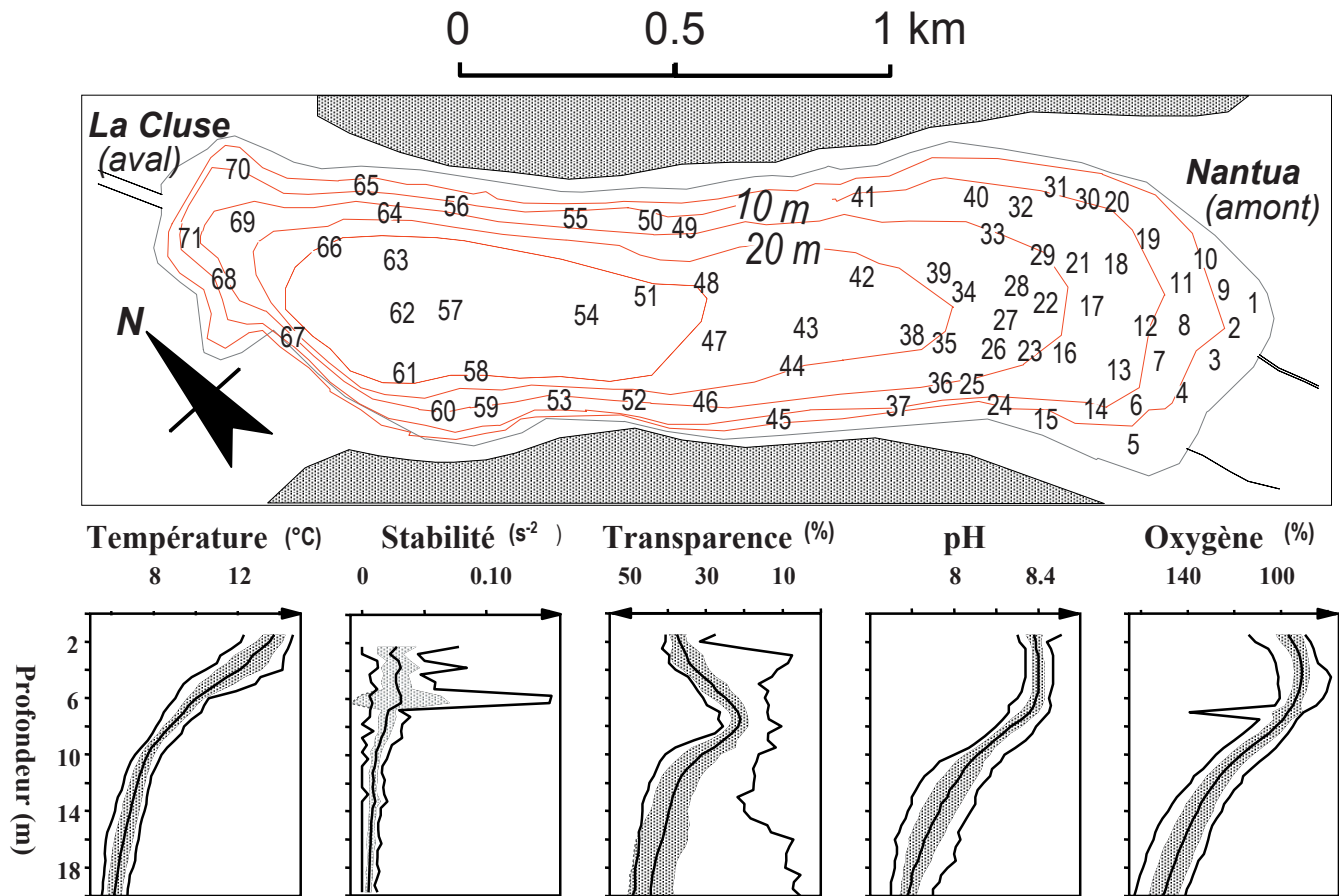 0 0.5 1 km
La Cluse
(aval)
Nantua
(amont)
N
10 m
20 m
70 65 56 55 50 49 41 40 32 31 30 20
69 64 33 19 10
71 66 63 48 42 39 34 29 21 18 11 9 1
68 62 57 54 51 28 22 17
67 47 43 38 35 27 12 8 2
61 58 44 26 23 16 13 7 3
60 59 53 52 46 45 37 36 25 24 15 14 6 4
5
Température (°C)
8 12
Stabilité (s-2)
0 0.10
Transparence (%)
50 30 10
pH
8 8.4
Oxygène (%)
140 100
Profondeur (m)
2
6
10
14
18